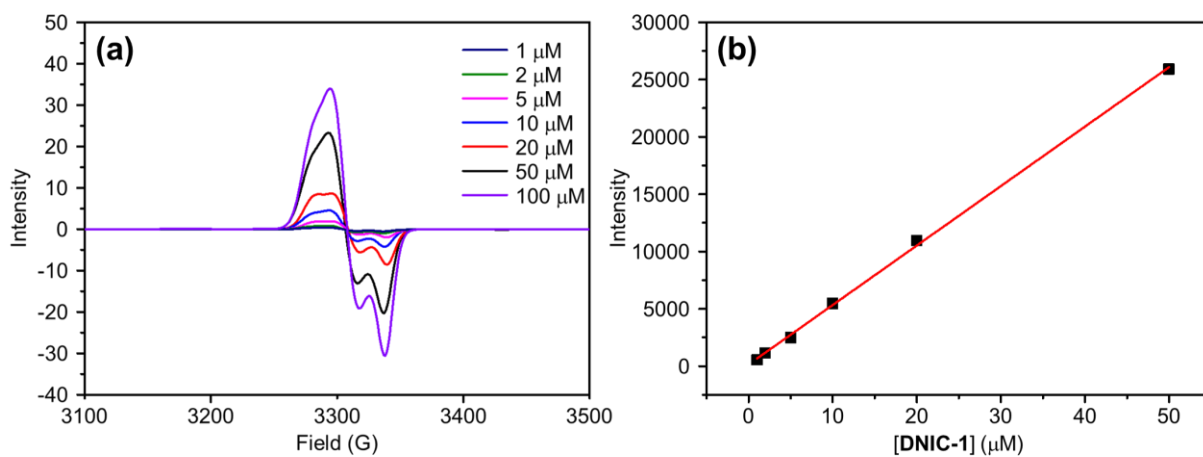 (a)
Intensity
50
40
30
20
10
0
-10
-20
-30
-40
1 μM
2 μM
5 μM
10 μM
20 μM
50 μM
100 μM
3100 3200 3300 3400 3500
Field (G)
(b)
Intensity
30000
25000
20000
15000
10000
5000
0
0 10 20 30 40 50
[DNIC-1] (μM)